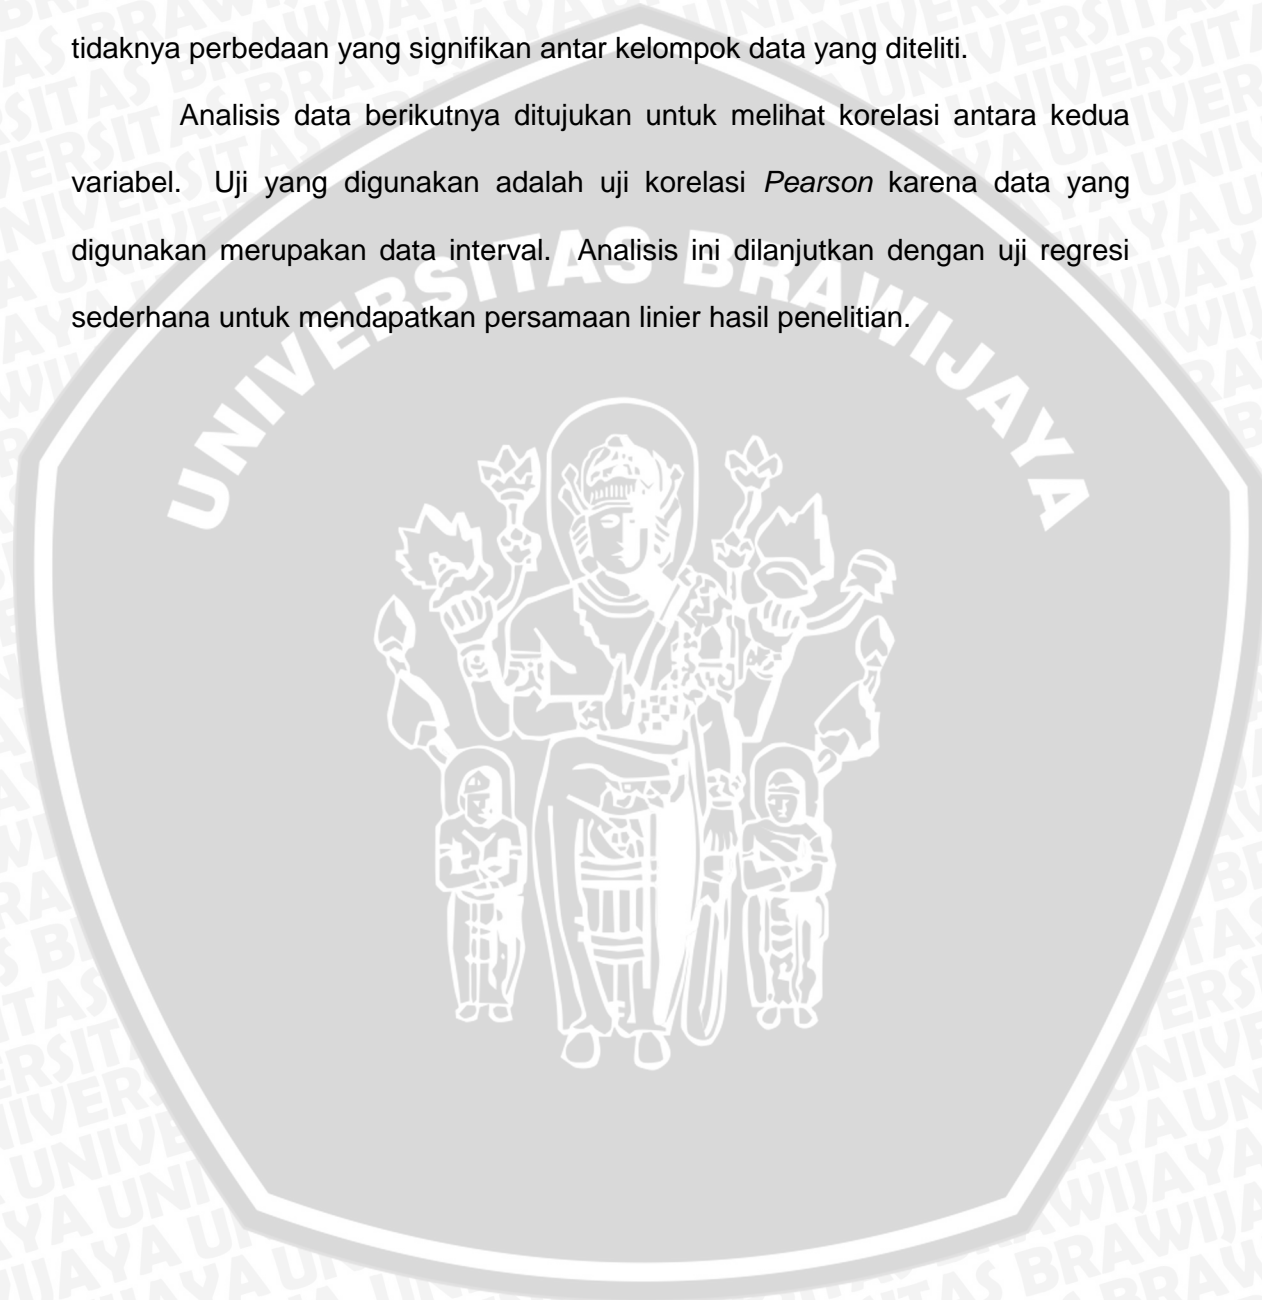 tidaknya perbedaan yang signifikan antar kelompok data yang diteliti.
Analisis data berikutnya ditujukan untuk melihat korelasi antara kedua
variabel. Uji yang digunakan adalah uji korelasi Pearson karena data yang
digunakan merupakan data interval. Analisis ini dilanjutkan dengan uji regresi
sederhana untuk mendapatkan persamaan linier hasil penelitian.
UNIVERSITAS BRAWIJAYA